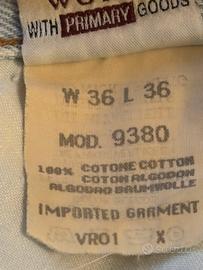 WITH PRIMARY GOODS
W 36 L 36
MOD. 9380
100% COTONE COTTON
COTON ALGODON
ALGODAO BAUMWOLLE
IMPORTED GARMENT
VR01 X